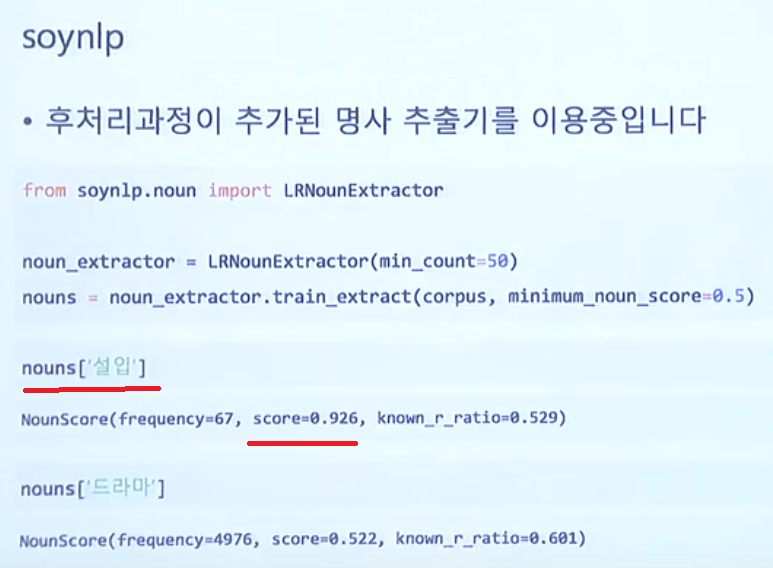 soynlp
• 후처리과정이 추가된 명사 추출기를 이용중입니다
from soynlp.noun import LRNounExtractor
noun_extractor = LRNounExtractor(min_count=50)
nouns = noun_extractor.train_extract(corpus, minimum_noun_score=0.5)
nouns['설입']
NounScore(frequency=67, score=0.926, known_r_ratio=0.529)
nouns['드라마']
NounScore(frequency=4976, score=0.522, known_r_ratio=0.601)